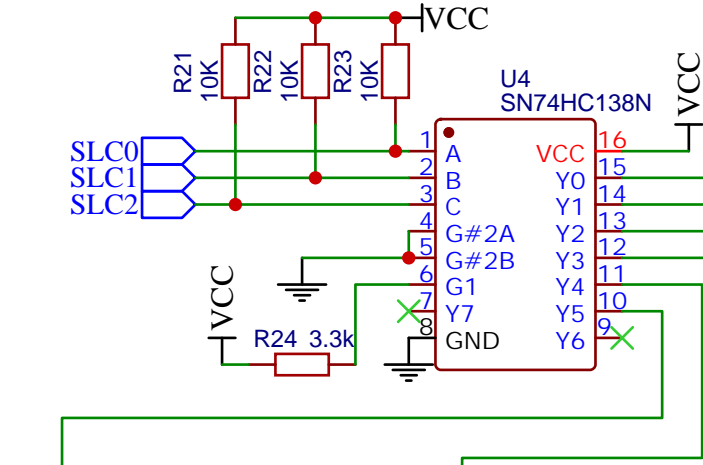 VCC
R21
10K
R22
10K
R23
10K
U4
SN74HC138N
VCC
SLC0
SLC1
SLC2
1
A
2
B
3
C
4
G#2A
5
G#2B
6
G1
7
Y7
8
GND
VCC
16
Y0
15
Y1
14
Y2
13
Y3
12
Y4
11
Y5
10
Y6
9
VCC
R24 3.3k